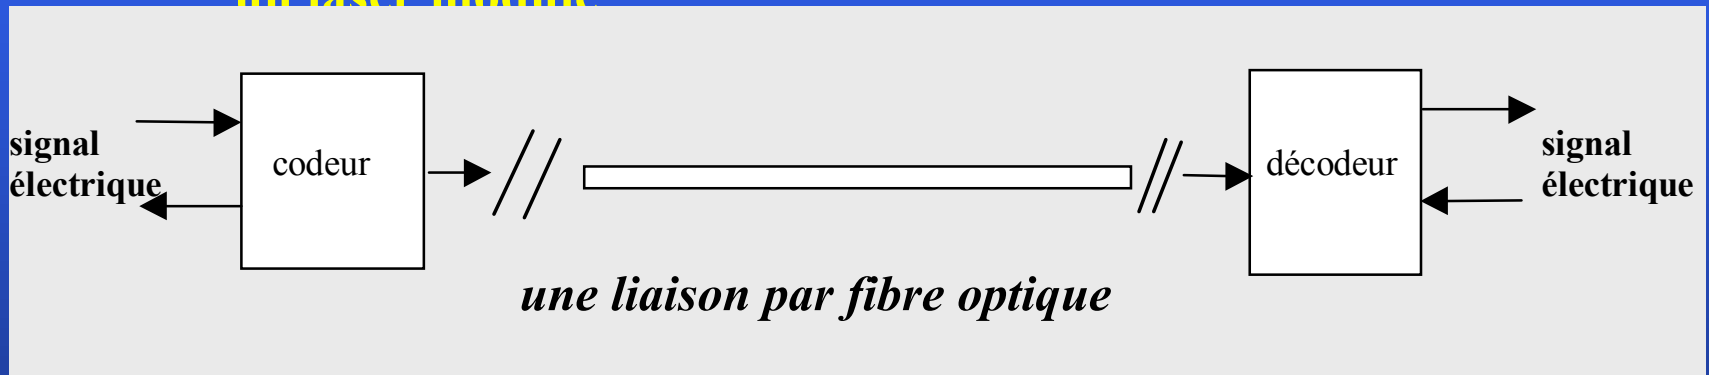 signal
électrique
codeur
décodeur
signal
électrique
une liaison par fibre optique